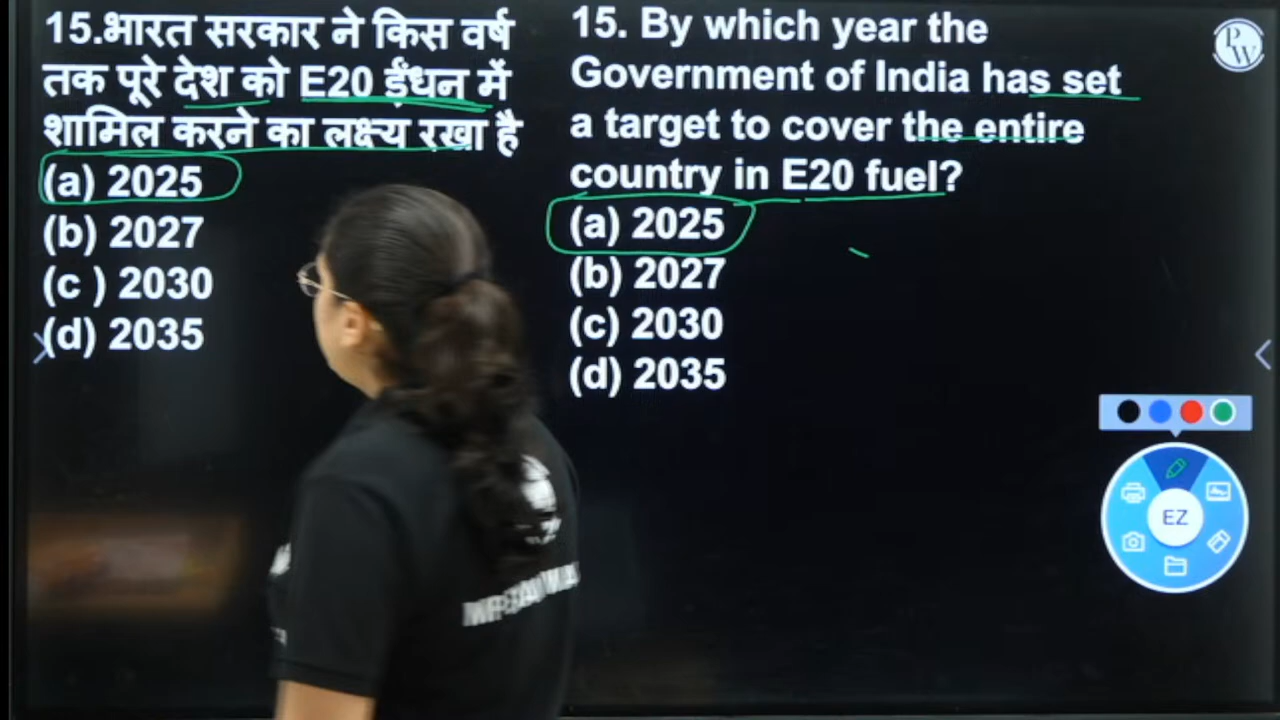 15.भारत सरकार ने किस वर्ष
तक पूरे देश को E20 ईंधन में
शामिल करने का लक्ष्य रखा है
(a) 2025
(b) 2027
(c ) 2030
(d) 2035
15. By which year the
Government of India has set
a target to cover the entire
country in E20 fuel?
(a) 2025
(b) 2027
(c) 2030
(d) 2035
PW
EZ